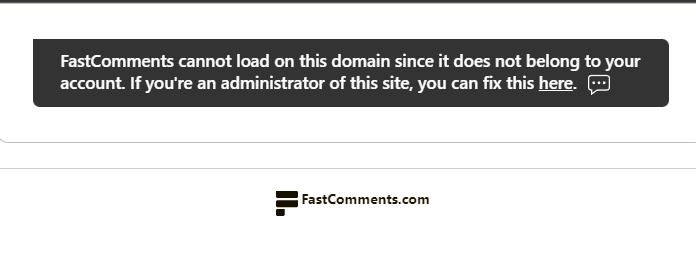 FastComments cannot load on this domain since it does not belong to your
account. If you're an administrator of this site, you can fix this here.
FastComments.com